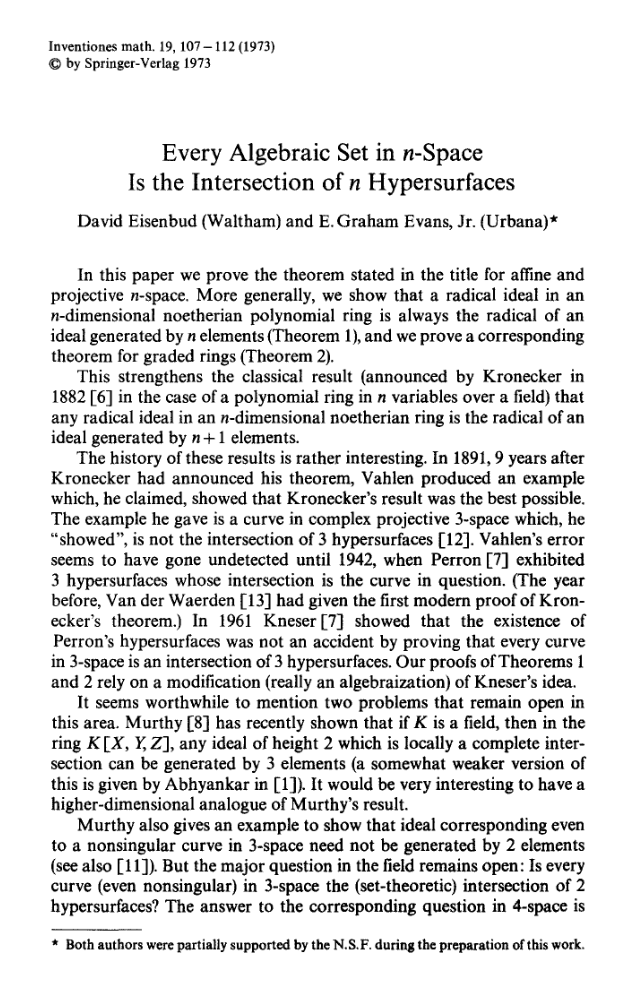 Inventiones math. 19, 107–112 (1973)
© by Springer-Verlag 1973
Every Algebraic Set in n-Space
Is the Intersection of n Hypersurfaces
David Eisenbud (Waltham) and E. Graham Evans, Jr. (Urbana)*
In this paper we prove the theorem stated in the title for affine and
projective n-space. More generally, we show that a radical ideal in an
n-dimensional noetherian polynomial ring is always the radical of an
ideal generated by n elements (Theorem 1), and we prove a corresponding
theorem for graded rings (Theorem 2).
This strengthens the classical result (announced by Kronecker in
1882 [6] in the case of a polynomial ring in n variables over a field) that
any radical ideal in an n-dimensional noetherian ring is the radical of an
ideal generated by n + 1 elements.
The history of these results is rather interesting. In 1891, 9 years after
Kronecker had announced his theorem, Vahlen produced an example
which, he claimed, showed that Kronecker's result was the best possible.
The example he gave is a curve in complex projective 3-space which, he
“showed”, is not the intersection of 3 hypersurfaces [12]. Vahlen's error
seems to have gone undetected until 1942, when Perron [7] exhibited
3 hypersurfaces whose intersection is the curve in question. (The year
before, Van der Waerden [13] had given the first modern proof of Kron-
ecker's theorem.) In 1961 Kneser [7] showed that the existence of
Perron's hypersurfaces was not an accident by proving that every curve
in 3-space is an intersection of 3 hypersurfaces. Our proofs of Theorems 1
and 2 rely on a modification (really an algebraization) of Kneser's idea.
It seems worthwhile to mention two problems that remain open in
this area. Murthy [8] has recently shown that if K is a field, then in the
ring K[X, Y, Z], any ideal of height 2 which is locally a complete inter-
section can be generated by 3 elements (a somewhat weaker version of
this is given by Abhyankar in [1]). It would be very interesting to have a
higher-dimensional analogue of Murthy's result.
Murthy also gives an example to show that ideal corresponding even
to a nonsingular curve in 3-space need not be generated by 2 elements
(see also [11]). But the major question in the field remains open: Is every
curve (even nonsingular) in 3-space the (set-theoretic) intersection of 2
hypersurfaces? The answer to the corresponding question in 4-space is
* Both authors were partially supported by the N.S.F. during the preparation of this work.